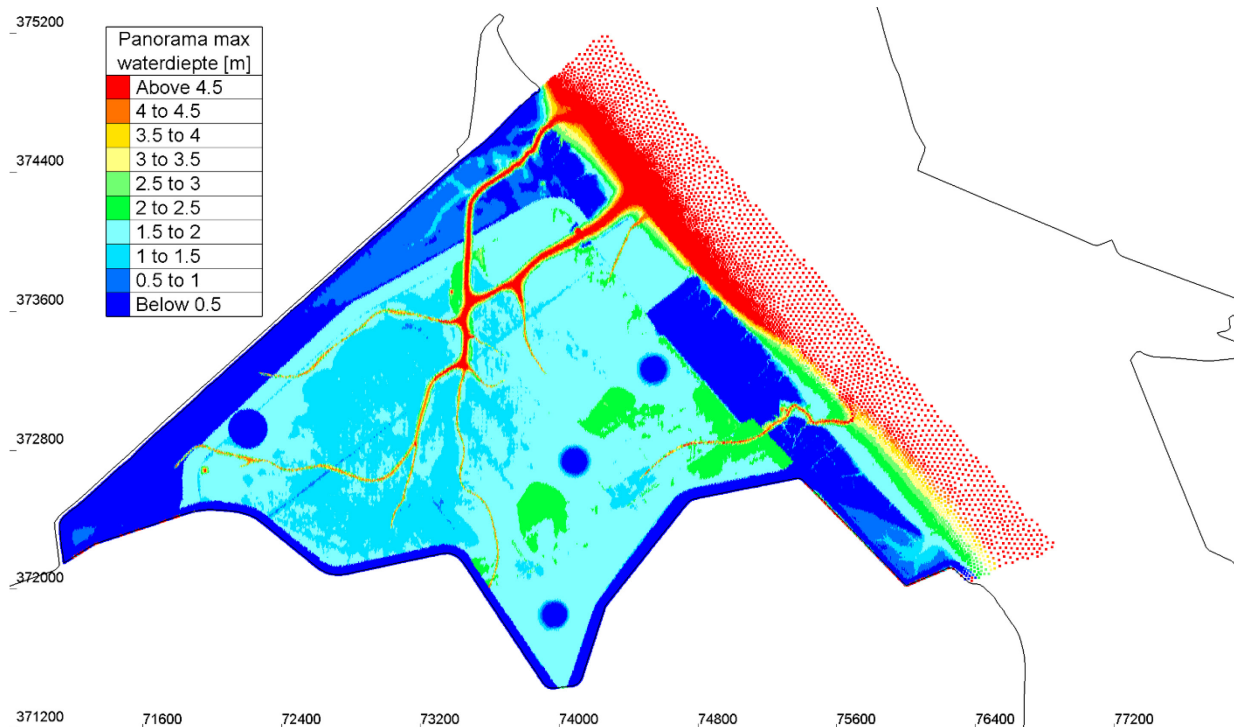 375200
Panorama max
waterdiepte [m]
Above 4.5
4 to 4.5
3.5 to 4
3 to 3.5
2.5 to 3
2 to 2.5
1.5 to 2
1 to 1.5
0.5 to 1
Below 0.5
374400
373600
372800
372000
371200
71600 72400 73200 74000 74800 75600 76400 77200